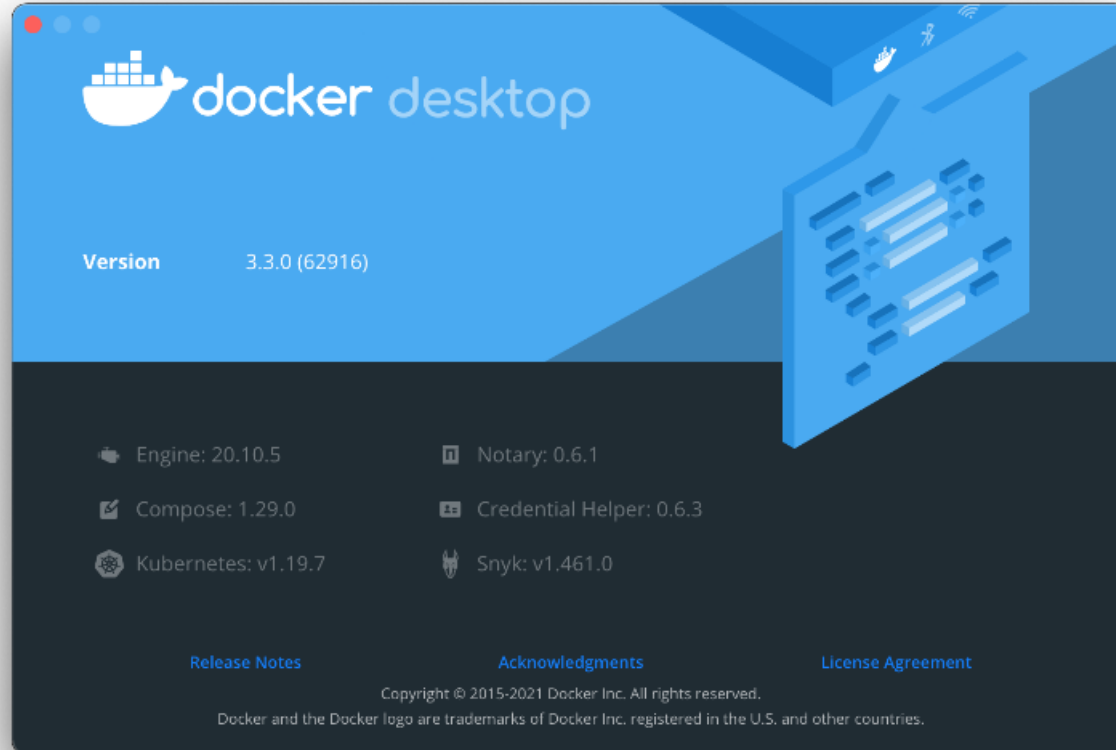 docker desktop
Version 3.3.0 (62916)
Engine: 20.10.5
Notary: 0.6.1
Compose: 1.29.0
Credential Helper: 0.6.3
Kubernetes: v1.19.7
Snyk: v1.461.0
Release Notes
Acknowledgments
License Agreement
Copyright © 2015-2021 Docker Inc. All rights reserved.
Docker and the Docker logo are trademarks of Docker Inc. registered in the U.S. and other countries.